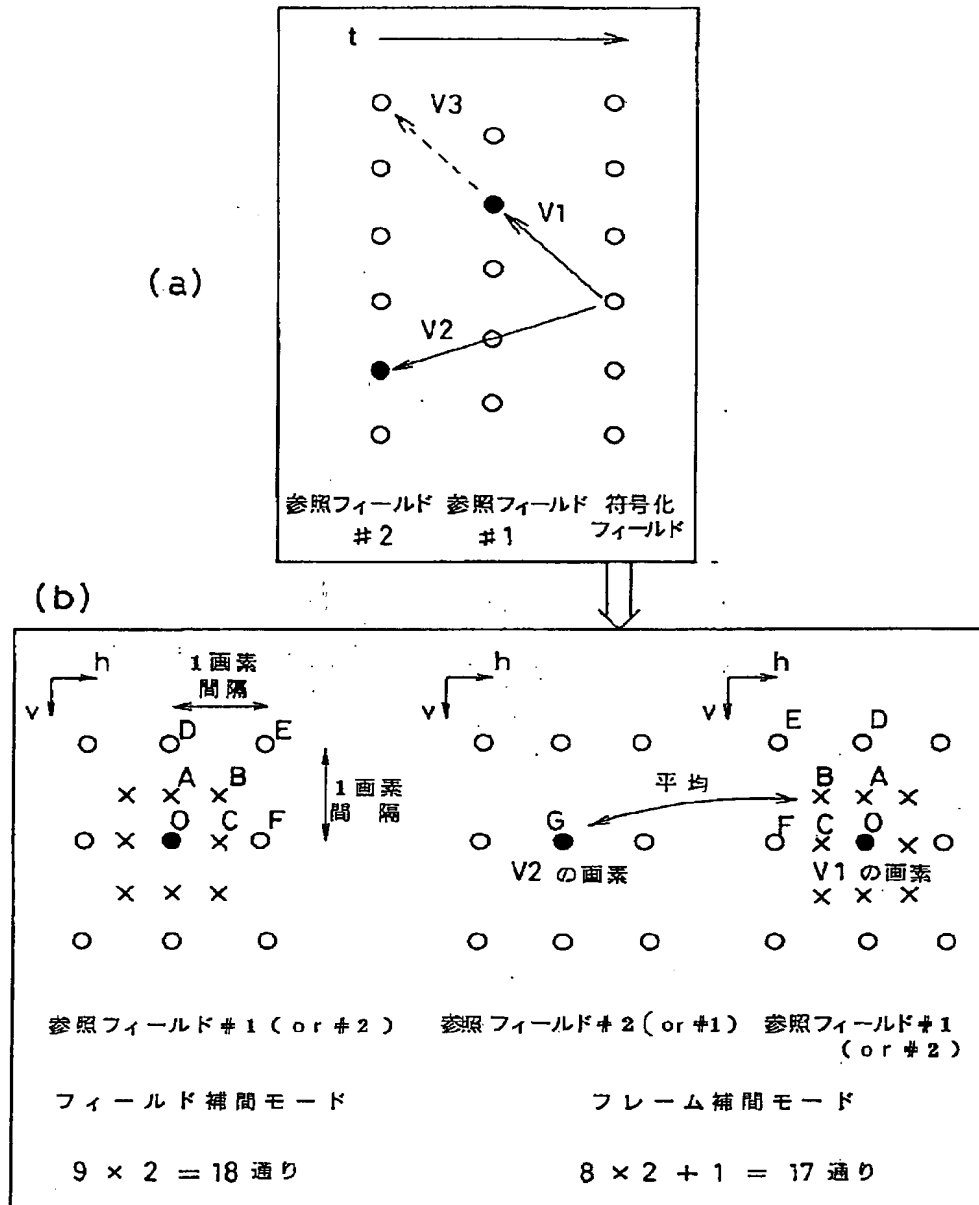 t
V3
V1
(a)
V2
参照フィールド 参照フィールド 符号化
#2 #1 フィールド
(b)
h 1画素 h h
間隔
v v v
D E E D
A B 1画素 平均 B A
O C F 間隔 G F C O
V2の画素 V1の画素
参照フィールド#1(or#2) 参照フィールド#2(or#1) 参照フィールド#1
(or#2)
フィールド補間モード フレーム補間モード
9 × 2 = 18 通り 8 × 2 + 1 = 17 通り